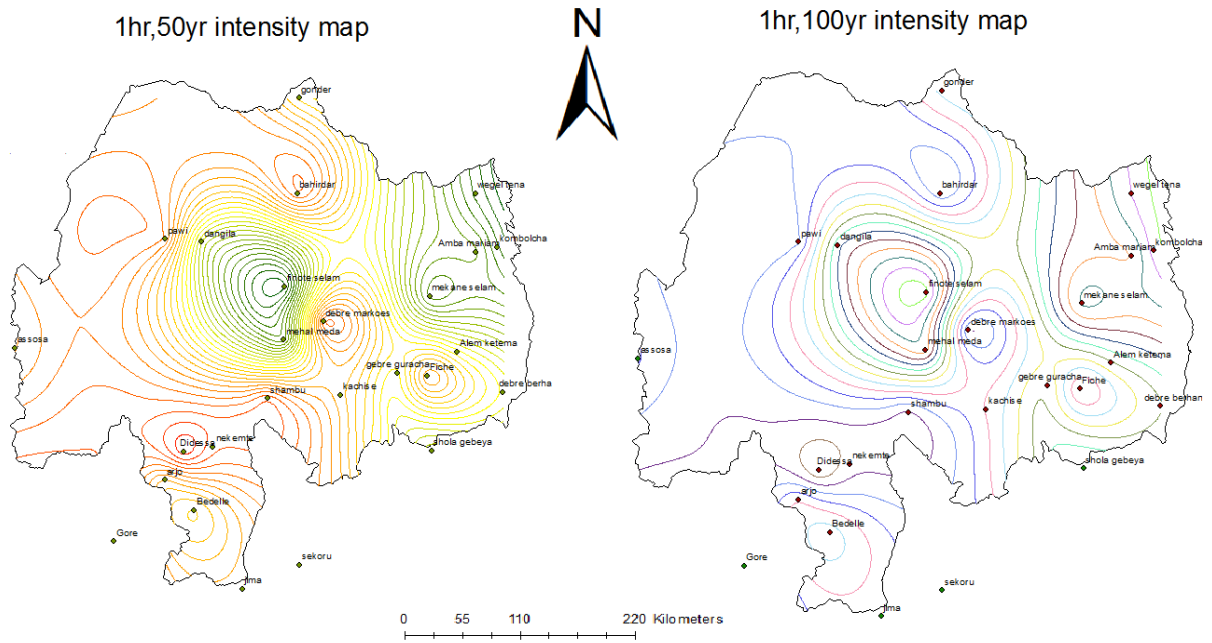 1hr,50yr intensity map
N
1hr,100yr intensity map
gonder
bahirdar
wegel tena
pawi
dangila
Amba mariam
kombolcha
finote selam
mekane selam
debre markoes
mehal meda
assosa
Alem ketema
gebre guracha
Fiche
shambu
kachise
debre berha
Didessa
nekemte
shola gebeya
arjo
Bedelle
Gore
sekoru
jima
gonder
bahirdar
wegel tena
pawi
dangila
Amba mariam
kombolcha
finote selam
mekane selam
debre markoes
mehal meda
assosa
Alem ketema
gebre guracha
Fiche
shambu
kachise
debre berhan
Didessa
nekemte
shola gebeya
arjo
Bedelle
Gore
sekoru
jima
0 55 110 220 Kilometers